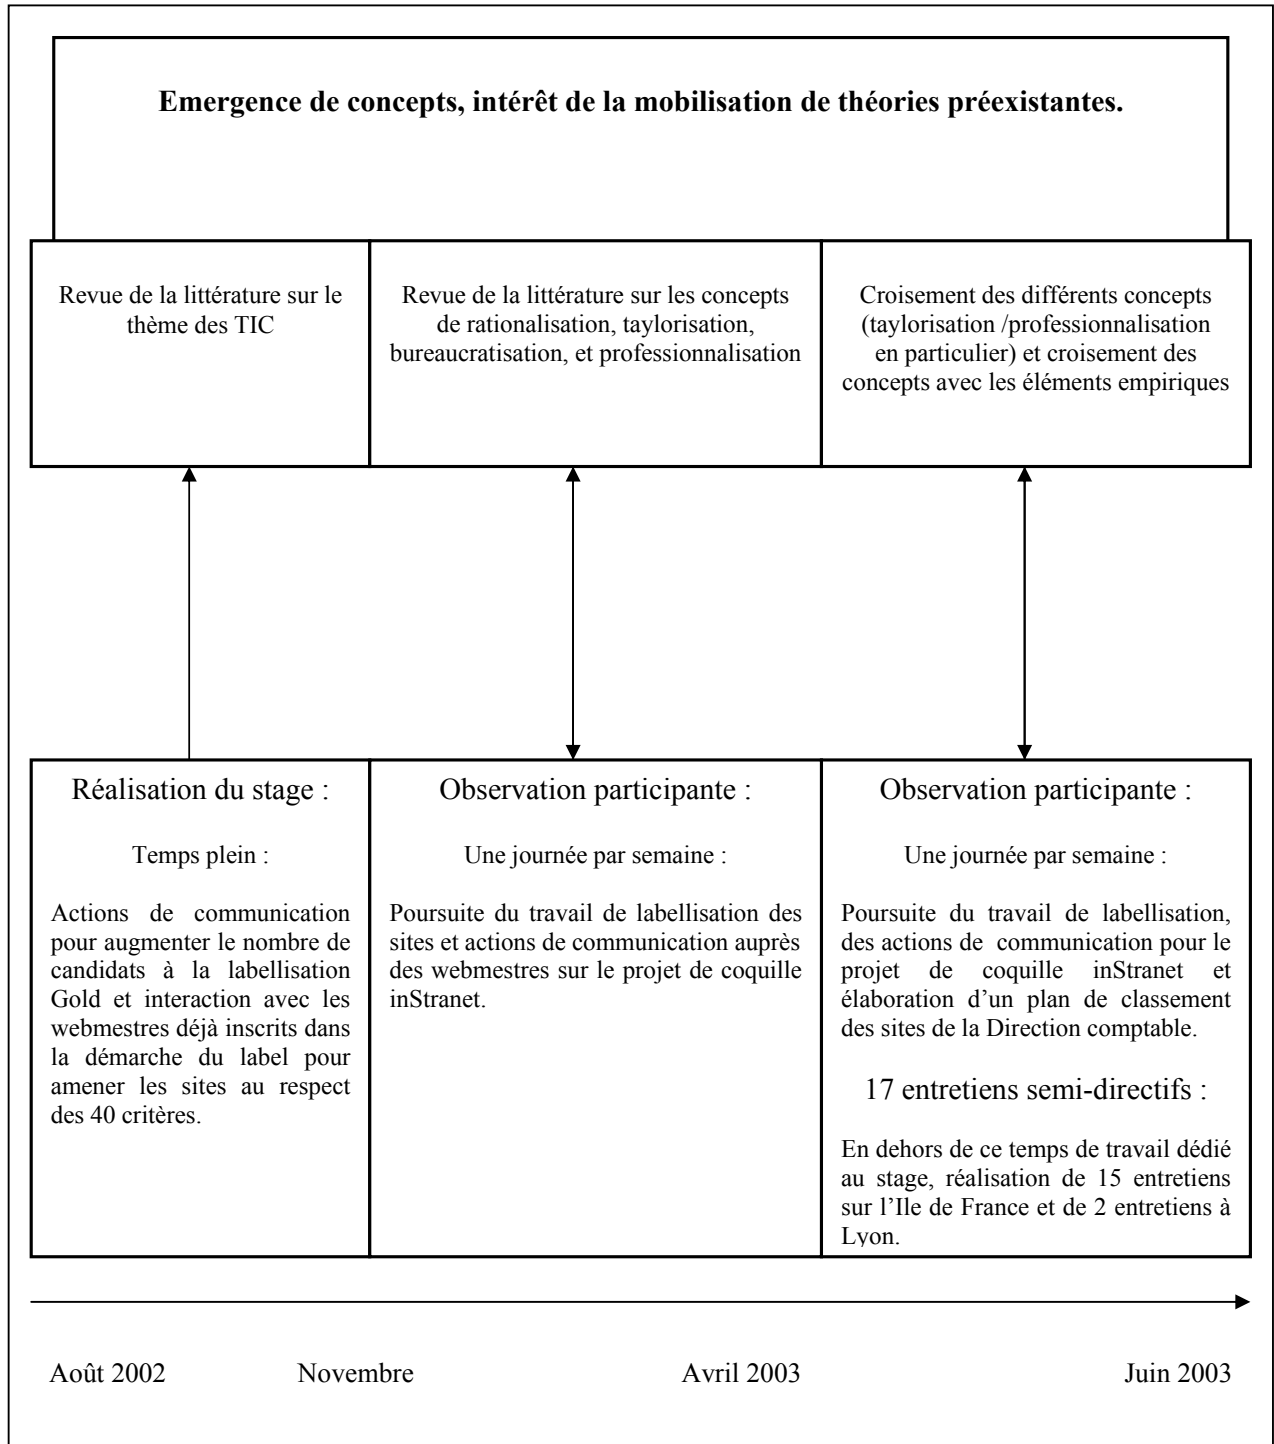 Emergence de concepts, intérêt de la mobilisation de théories préexistantes.
Revue de la littérature sur le
thème des TIC
Revue de la littérature sur les concepts
de rationalisation, taylorisation,
bureaucratisation, et professionnalisation
Croisement des différents concepts
(taylorisation /professionnalisation
en particulier) et croisement des
concepts avec les éléments empiriques
Réalisation du stage :
Temps plein :
Actions de communication
pour augmenter le nombre de
candidats à la labellisation
Gold et interaction avec les
webmestres déjà inscrits dans
la démarche du label pour
amener les sites au respect
des 40 critères.
Observation participante :
Une journée par semaine :
Poursuite du travail de labellisation des
sites et actions de communication auprès
des webmestres sur le projet de coquille
inStranet.
Observation participante :
Une journée par semaine :
Poursuite du travail de labellisation,
des actions de communication pour le
projet de coquille inStranet et
élaboration d'un plan de classement
des sites de la Direction comptable.
17 entretiens semi-directifs :
En dehors de ce temps de travail dédié
au stage, réalisation de 15 entretiens
sur l'Ile de France et de 2 entretiens à
Lyon.
Août 2002 Novembre Avril 2003 Juin 2003